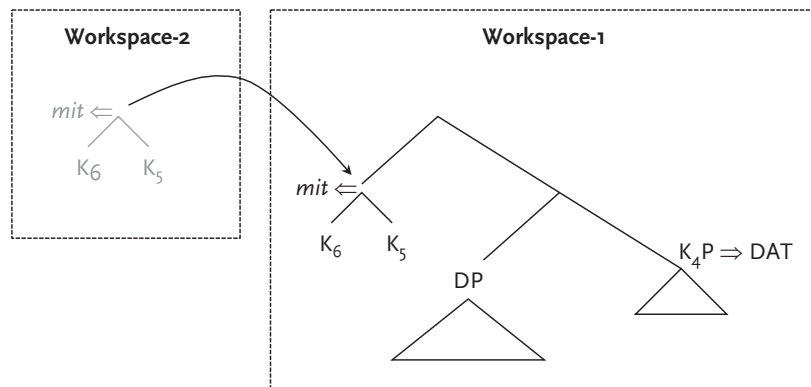 Workspace-2
Workspace-1
mit ⇐
K₆ K₅
mit ⇐
K₆ K₅
DP
K₄P ⇒ DAT